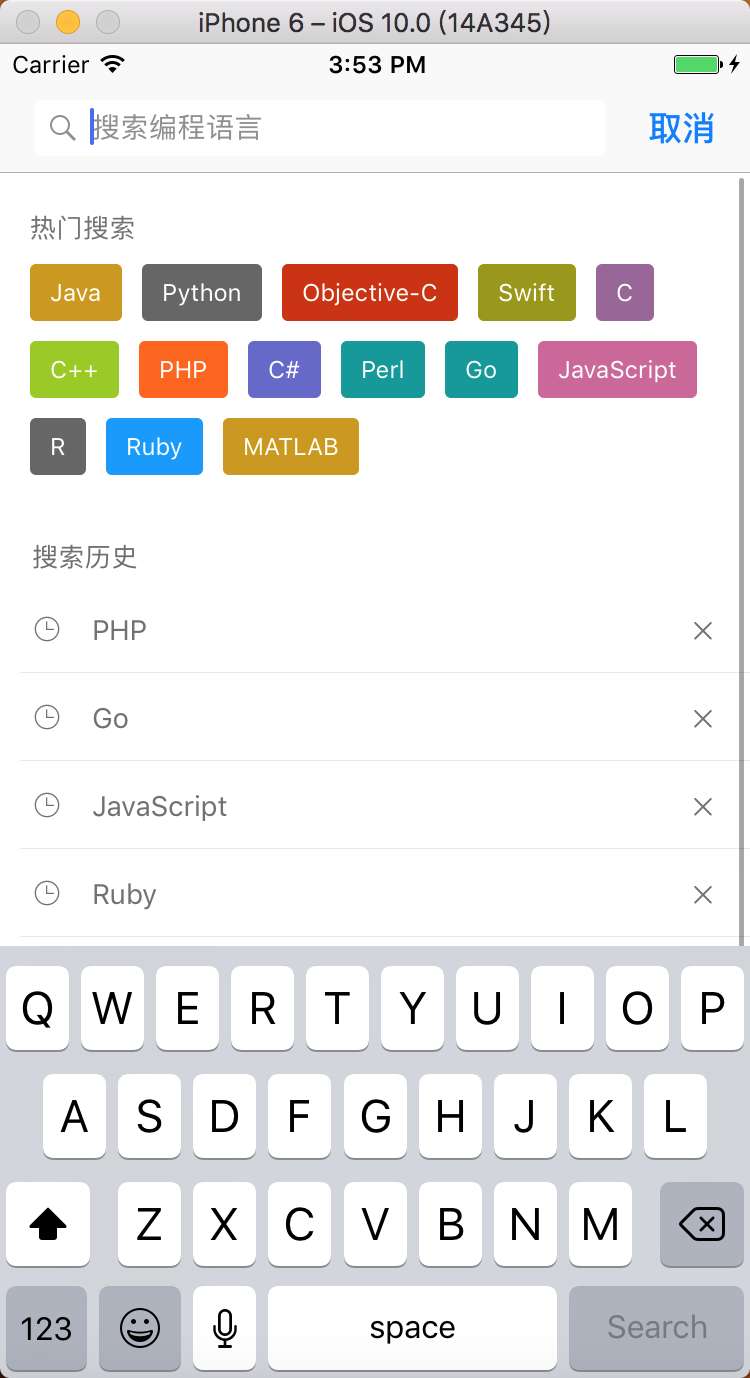 iPhone 6 – iOS 10.0 (14A345)
Carrier 3:53 PM
搜索编程语言 取消
热门搜索
Java Python Objective-C Swift C
C++ PHP C# Perl Go JavaScript
R Ruby MATLAB
搜索历史
PHP
Go
JavaScript
Ruby
Q W E R T Y U I O P
A S D F G H J K L
Z X C V B N M
123 space Search